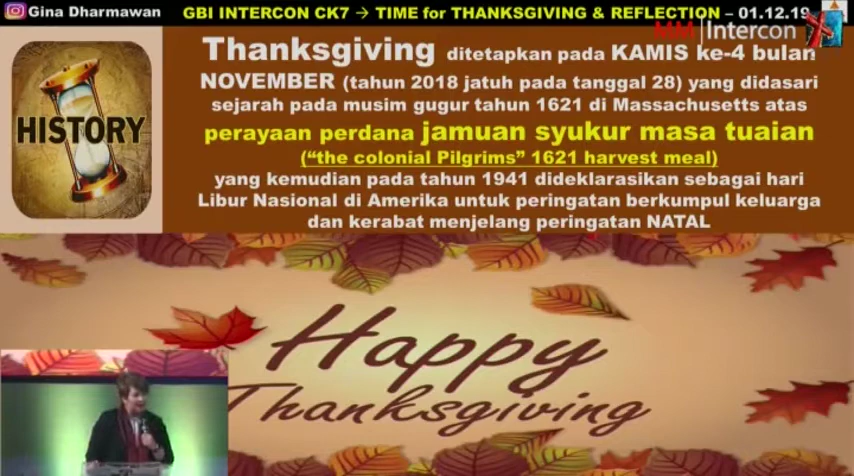 Gina Dharmawan GBI INTERCON CK7 → TIME for THANKSGIVING & REFLECTION – 01.12.19
MM Intercon
Thanksgiving ditetapkan pada KAMIS ke-4 bulan
NOVEMBER (tahun 2018 jatuh pada tanggal 28) yang didasari
sejarah pada musim gugur tahun 1621 di Massachusetts atas
perayaan perdana jamuan syukur masa tuaian
(“the colonial Pilgrims” 1621 harvest meal)
yang kemudian pada tahun 1941 dideklarasikan sebagai hari
Libur Nasional di Amerika untuk peringatan berkumpul keluarga
dan kerabat menjelang peringatan NATAL
HISTORY
Happy
Thanksgiving